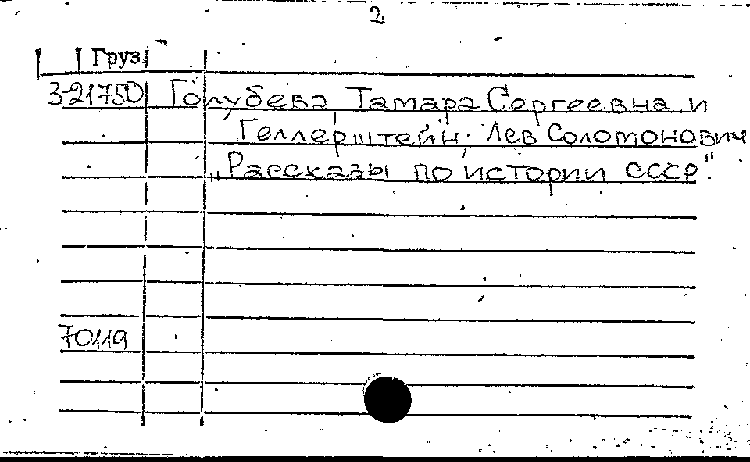 2
Груз
3-21750 Голубева Тамара Сергеевна и
Геллерштейн, Лев Соломонович
„Рассказы по истории СССР".
70119